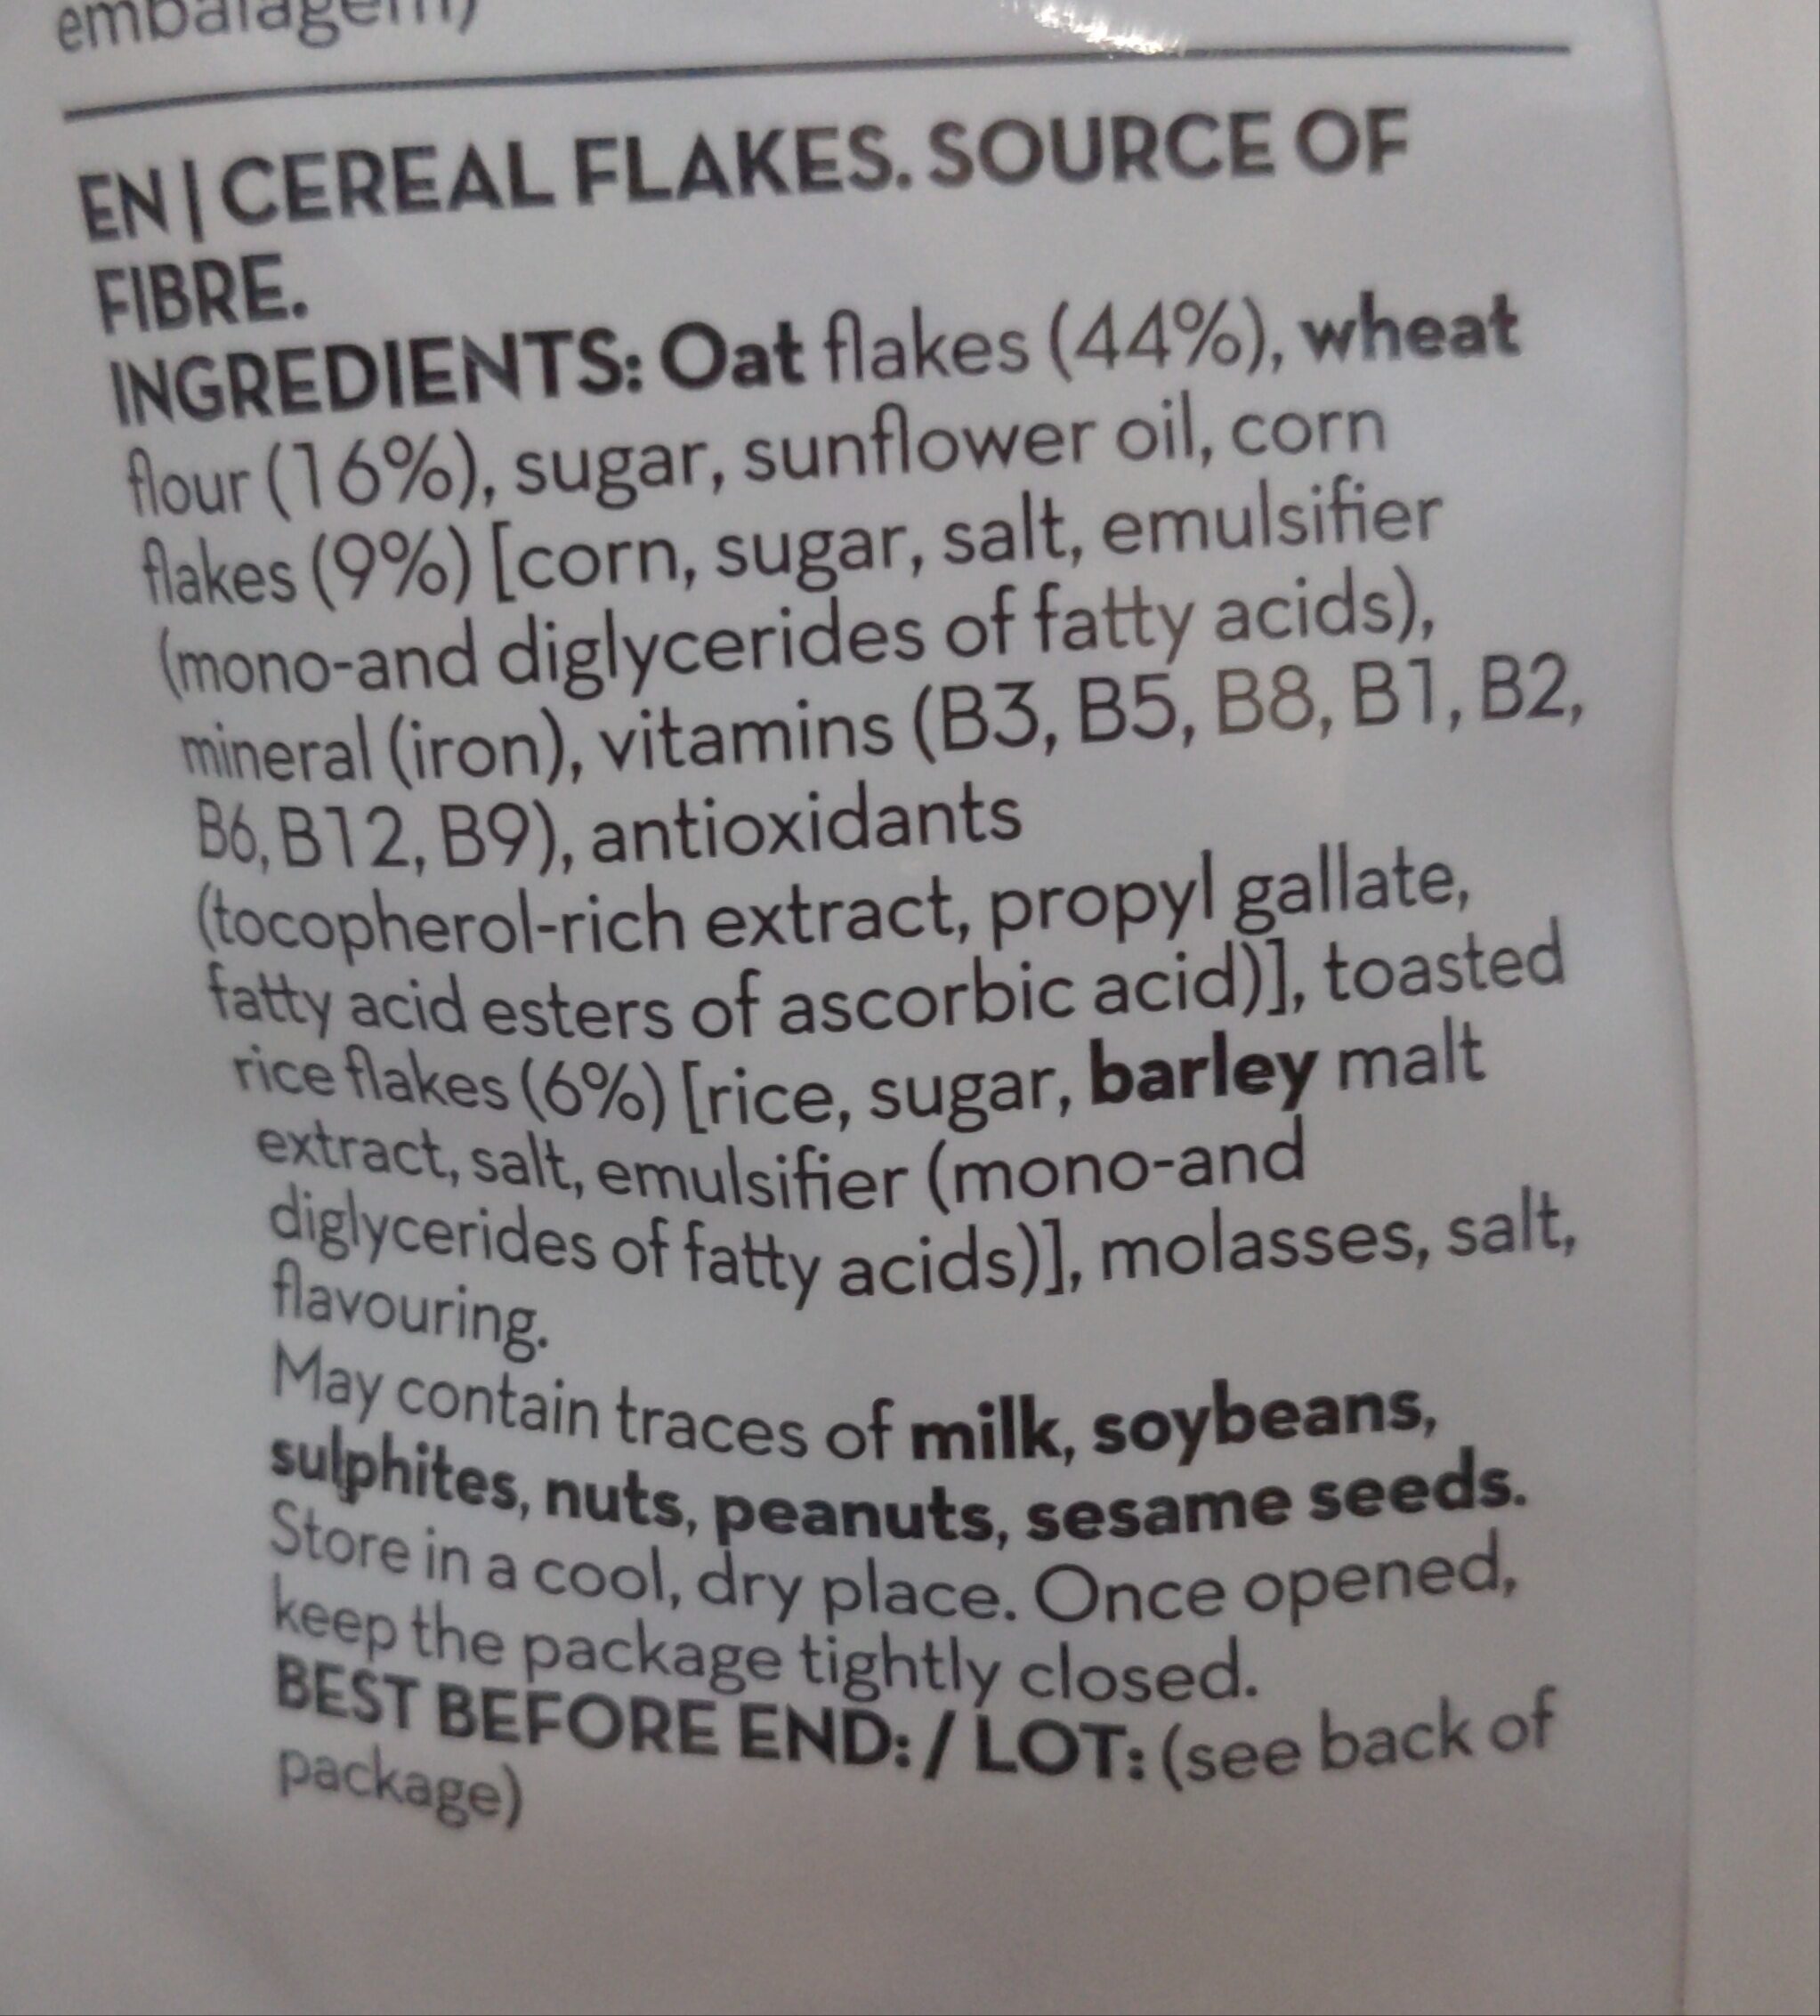 embalagem)
EN | CEREAL FLAKES. SOURCE OF
FIBRE.
INGREDIENTS: Oat flakes (44%), wheat
flour (16%), sugar, sunflower oil, corn
flakes (9%) [corn, sugar, salt, emulsifier
(mono-and diglycerides of fatty acids),
mineral (iron), vitamins (B3, B5, B8, B1, B2,
B6, B12, B9), antioxidants
(tocopherol-rich extract, propyl gallate,
fatty acid esters of ascorbic acid)], toasted
rice flakes (6%) [rice, sugar, barley malt
extract, salt, emulsifier (mono-and
diglycerides of fatty acids)], molasses, salt,
flavouring.
May contain traces of milk, soybeans,
sulphites, nuts, peanuts, sesame seeds.
Store in a cool, dry place. Once opened,
keep the package tightly closed.
BEST BEFORE END: / LOT: (see back of
package)